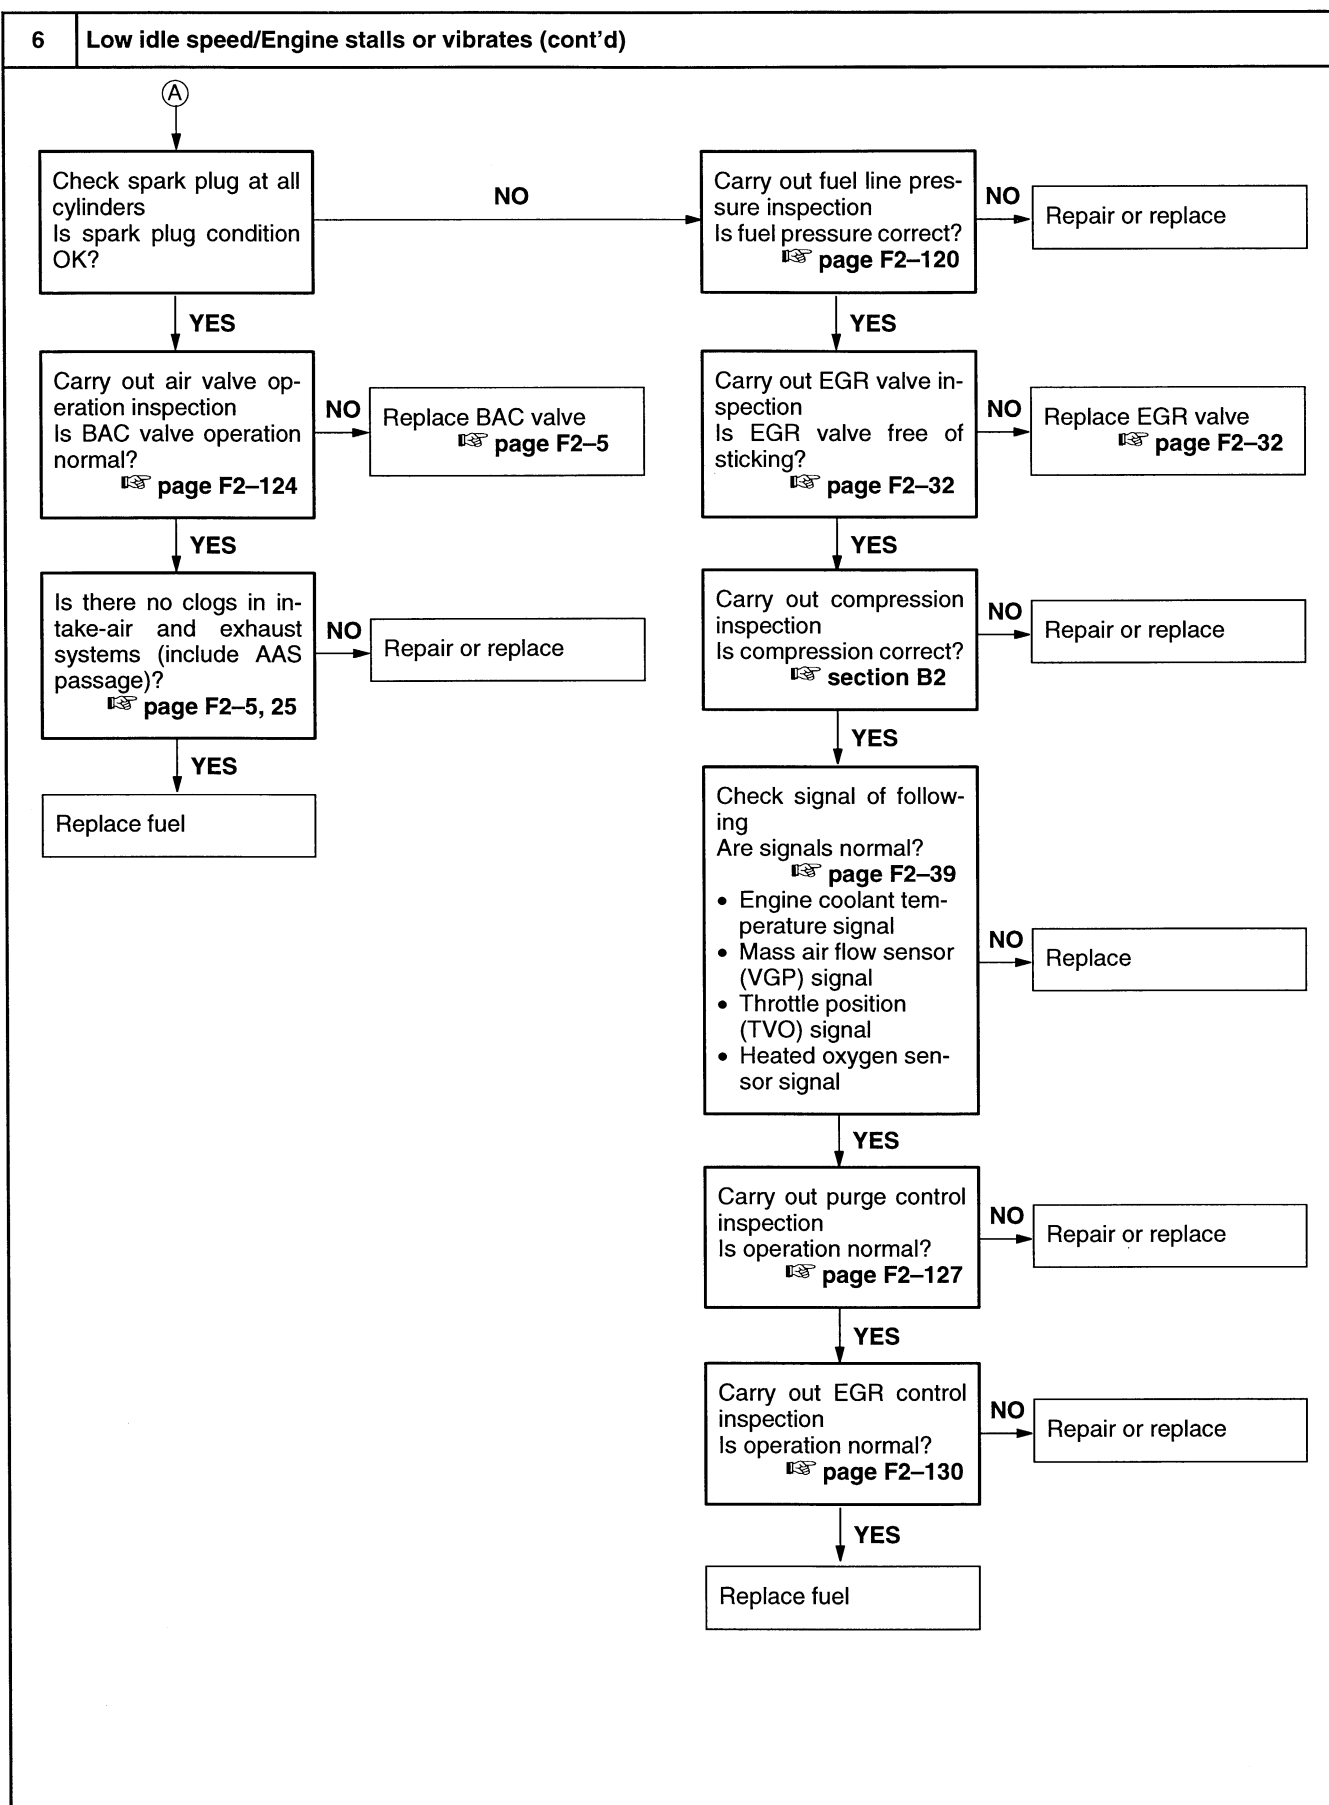 6 Low idle speed/Engine stalls or vibrates (cont'd)
A
Check spark plug at all
cylinders
Is spark plug condition
OK?
NO
YES
Carry out air valve op-
eration inspection
Is BAC valve operation
normal?
☞ page F2–124
NO
Replace BAC valve
☞ page F2–5
YES
Is there no clogs in in-
take-air and exhaust
systems (include AAS
passage)?
☞ page F2–5, 25
NO
Repair or replace
YES
Replace fuel
Carry out fuel line pres-
sure inspection
Is fuel pressure correct?
☞ page F2–120
NO
Repair or replace
YES
Carry out EGR valve in-
spection
Is EGR valve free of
sticking?
☞ page F2–32
NO
Replace EGR valve
☞ page F2–32
YES
Carry out compression
inspection
Is compression correct?
☞ section B2
NO
Repair or replace
YES
Check signal of follow-
ing
Are signals normal?
☞ page F2–39
• Engine coolant tem-
perature signal
• Mass air flow sensor
(VGP) signal
• Throttle position
(TVO) signal
• Heated oxygen sen-
sor signal
NO
Replace
YES
Carry out purge control
inspection
Is operation normal?
☞ page F2–127
NO
Repair or replace
YES
Carry out EGR control
inspection
Is operation normal?
☞ page F2–130
NO
Repair or replace
YES
Replace fuel